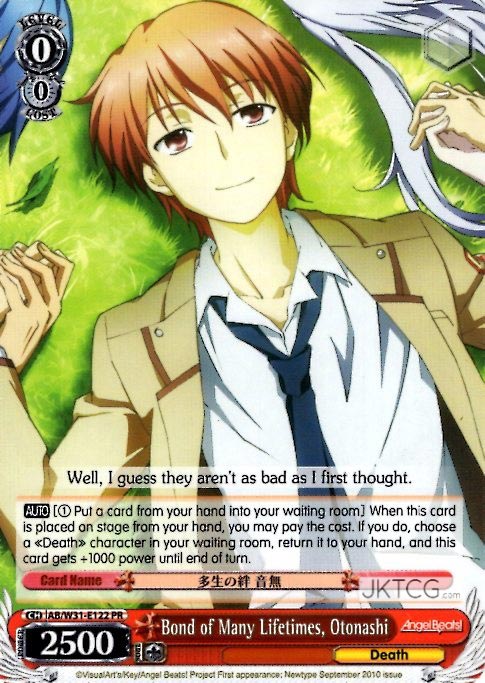 LEVEL
0
0
COST
Well, I guess they aren't as bad as I first thought.
AUTO [① Put a card from your hand into your waiting room] When this card
is placed on stage from your hand, you may pay the cost. If you do, choose
a «Death» character in your waiting room, return it to your hand, and this
card gets +1000 power until end of turn.
Card Name 多生の絆 音無
JKTCG.com
CH AB/W31-E122 PR
POWER 2500 SOUL Bond of Many Lifetimes, Otonashi Angel Beats!
Death
©VisualArt's/Key/Angel Beats! Project First appearance: Newtype September 2010 issue